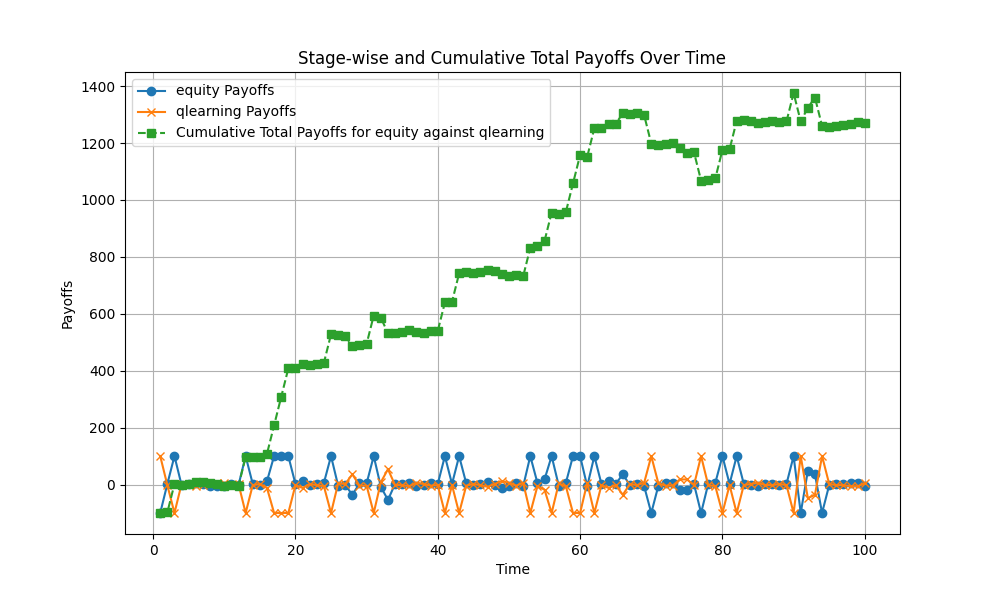 Stage-wise and Cumulative Total Payoffs Over Time
equity Payoffs
qlearning Payoffs
Cumulative Total Payoffs for equity against qlearning
1400
1200
1000
800
600
400
200
0
Payoffs
0 20 40 60 80 100
Time